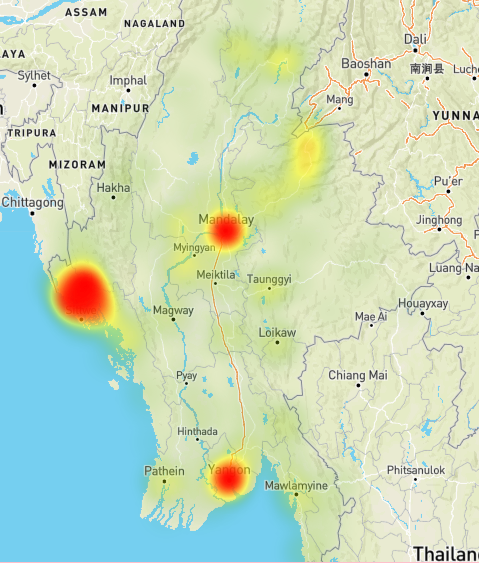 ASSAM
NAGALAND
Dali
Baoshan
南涧县
Sylhet
Imphal
Mang
MANIPUR
YUNNA
TRIPURA
MIZORAM
Hakha
Pu'er
Chittagong
Jinghong
Mandalay
Myingyan
Meiktila
Taunggyi
Luang Na
Magway
Houayxay
Mae Ai
Loikaw
Pyay
Chiang Mai
Hinthada
Pathein
Yangon
Phitsanulok
Mawlamyine
Thailan